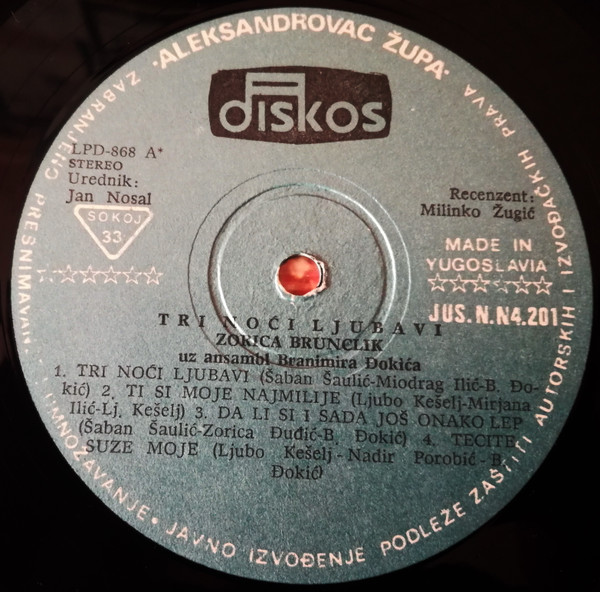 ·ALEKSANDROVAC ŽUPA·
diskos
LPD-868 A*
STEREO
Urednik:
Jan Nosal
SOKOJ
33
Recenzent:
Milinko Žugić
MADE IN
YUGOSLAVIA
JUS.N.N4.201
TRI NOĆI LJUBAVI
ZORICA BRUNCLIK
uz ansambl Branimira Đokića
1. TRI NOĆI LJUBAVI (Šaban Šaulić-Miodrag Ilić-B. Đo-
kić) 2. TI SI MOJE NAJMILIJE (Ljubo Kešelj-Mirjana
Ilić-Lj. Kešelj) 3. DA LI SI I SADA JOŠ ONAKO LEP
(Šaban Šaulić-Zorica Đuđić-B. Đokić) 4. TECITE
SUZE MOJE (Ljubo Kešelj - Nadir Porobić - B.
Đokić)
ZABRANJENO PRESNIMAVANJE I UMNOŽAVANJE • JAVNO IZVOĐENJE PODLEŽE ZAŠTITI AUTORSKIH I IZVOĐAČKIH PRAVA